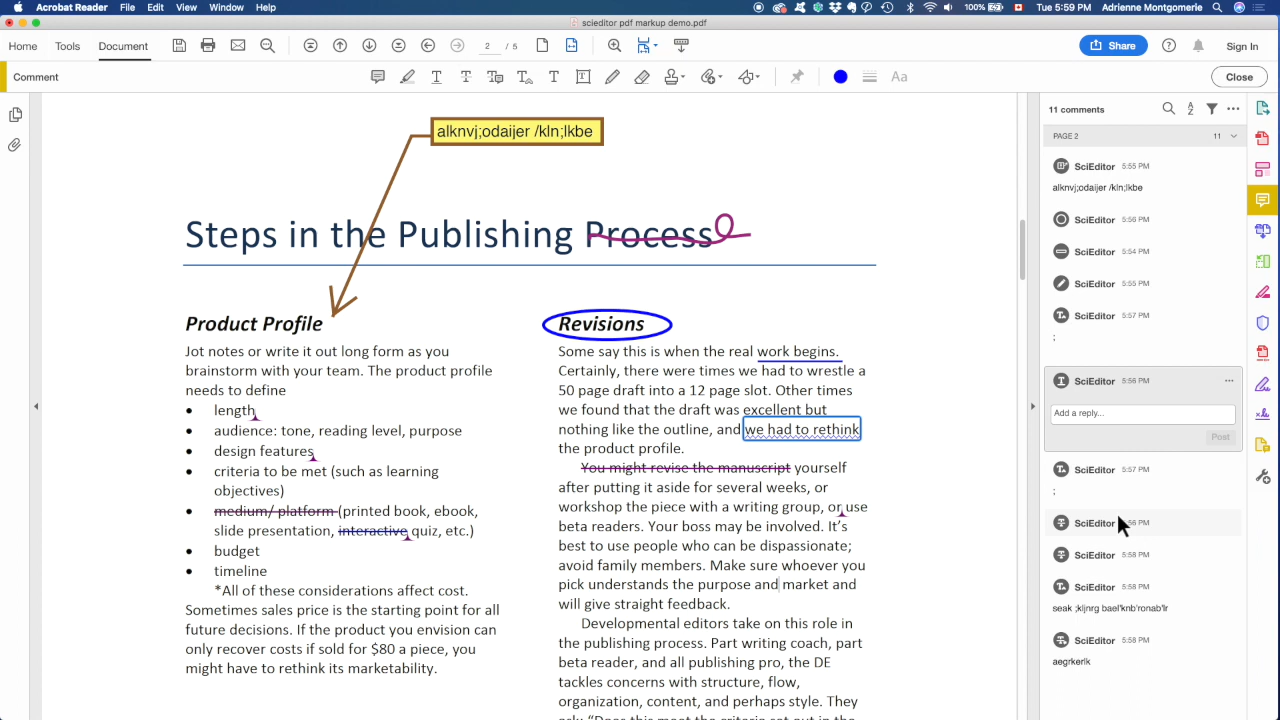 Acrobat Reader File Edit View Window Help 100% Tue 5:59 PM Adrienne Montgomerie
scieditor pdf markup demo.pdf
Home Tools Document 2 / 5 Share Sign In
Comment Aa Close
11 comments
PAGE 2 11
SciEditor 5:55 PM
alknvj;odaijer /kln;lkbe
SciEditor 5:56 PM
SciEditor 5:54 PM
SciEditor 5:55 PM
SciEditor 5:57 PM
;
SciEditor 5:56 PM
Add a reply...
Post
SciEditor 5:57 PM
;
SciEditor 56 PM
SciEditor 5:58 PM
SciEditor 5:58 PM
seak ;kljnrg bael'knb'ronab'lr
SciEditor 5:58 PM
aegrkerlk
alknvj;odaijer /kln;lkbe
Steps in the Publishing Process
Product Profile
Jot notes or write it out long form as you
brainstorm with your team. The product profile
needs to define
• length
• audience: tone, reading level, purpose
• design features
• criteria to be met (such as learning
objectives)
• medium/ platform (printed book, ebook,
slide presentation, interactive quiz, etc.)
• budget
• timeline
*All of these considerations affect cost.
Sometimes sales price is the starting point for all
future decisions. If the product you envision can
only recover costs if sold for $80 a piece, you
might have to rethink its marketability.
Revisions
Some say this is when the real work begins.
Certainly, there were times we had to wrestle a
50 page draft into a 12 page slot. Other times
we found that the draft was excellent but
nothing like the outline, and we had to rethink
the product profile.
You might revise the manuscript yourself
after putting it aside for several weeks, or
workshop the piece with a writing group, or use
beta readers. Your boss may be involved. It’s
best to use people who can be dispassionate;
avoid family members. Make sure whoever you
pick understands the purpose and market and
will give straight feedback.
Developmental editors take on this role in
the publishing process. Part writing coach, part
beta reader, and all publishing pro, the DE
tackles concerns with structure, flow,
organization, content, and perhaps style. They
ask: “Does this meet the criteria set out in the